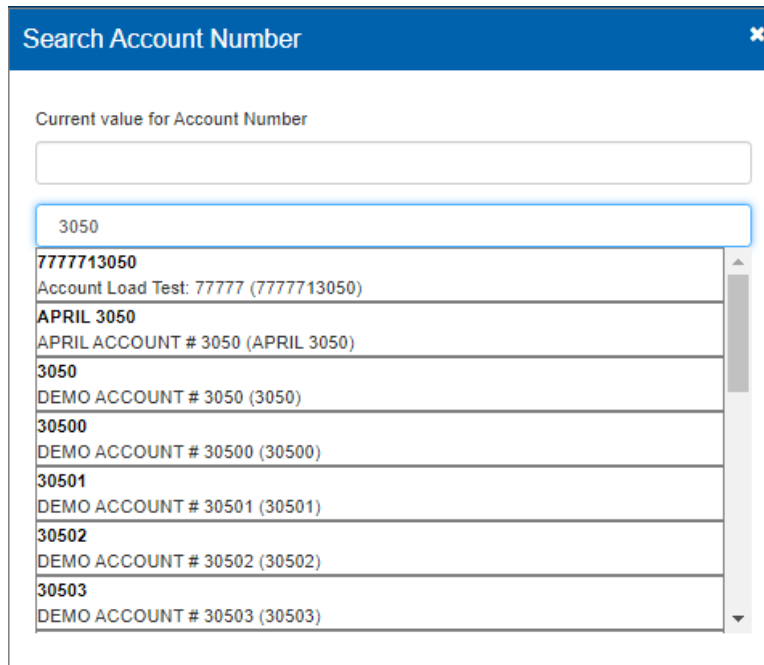 Search Account Number
Current value for Account Number
3050
7777713050
Account Load Test: 77777 (7777713050)
APRIL 3050
APRIL ACCOUNT # 3050 (APRIL 3050)
3050
DEMO ACCOUNT # 3050 (3050)
30500
DEMO ACCOUNT # 30500 (30500)
30501
DEMO ACCOUNT # 30501 (30501)
30502
DEMO ACCOUNT # 30502 (30502)
30503
DEMO ACCOUNT # 30503 (30503)